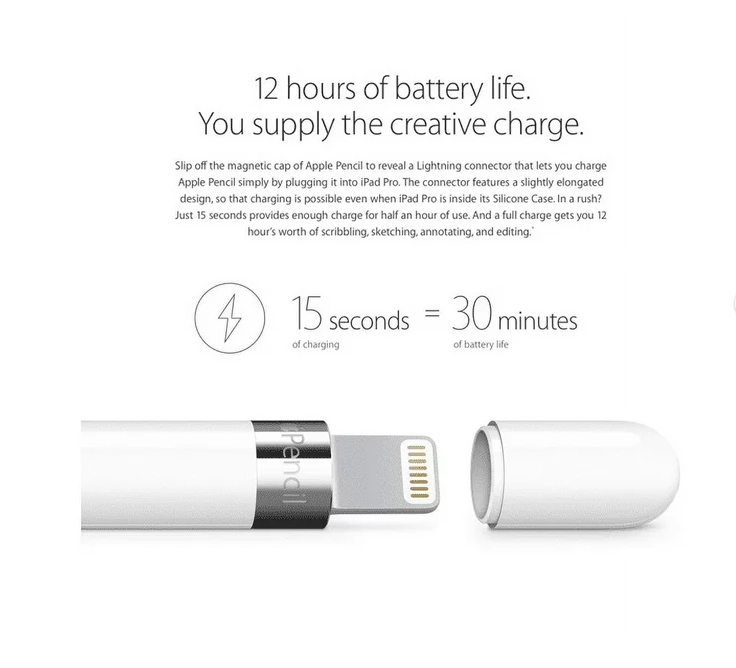 12 hours of battery life.
You supply the creative charge.
Slip off the magnetic cap of Apple Pencil to reveal a Lightning connector that lets you charge
Apple Pencil simply by plugging it into iPad Pro. The connector features a slightly elongated
design, so that charging is possible even when iPad Pro is inside its Silicone Case. In a rush?
Just 15 seconds provides enough charge for half an hour of use. And a full charge gets you 12
hour's worth of scribbling, sketching, annotating, and editing.*
15 seconds = 30 minutes
of charging of battery life
Pencil